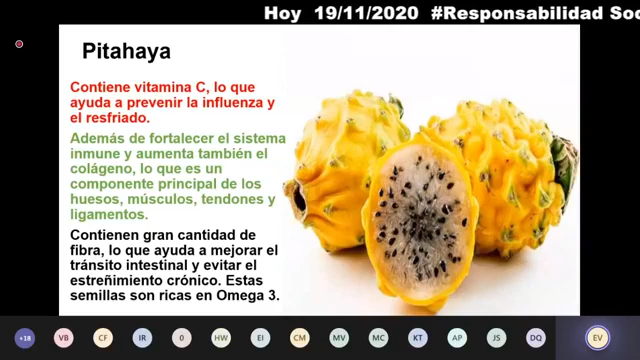 Hoy 19/11/2020 #Responsabilidad Soc
Pitahaya
Contiene vitamina C, lo que
ayuda a prevenir la influenza y
el resfriado.
Además de fortalecer el sistema
inmune y aumenta también el
colágeno, lo que es un
componente principal de los
huesos, músculos, tendones y
ligamentos.
Contienen gran cantidad de
fibra, lo que ayuda a mejorar el
tránsito intestinal y evitar el
estreñimiento crónico. Estas
semillas son ricas en Omega 3.
+18 VB CF IR 0 HW EI CM MV MC KT AP JS DQ EV